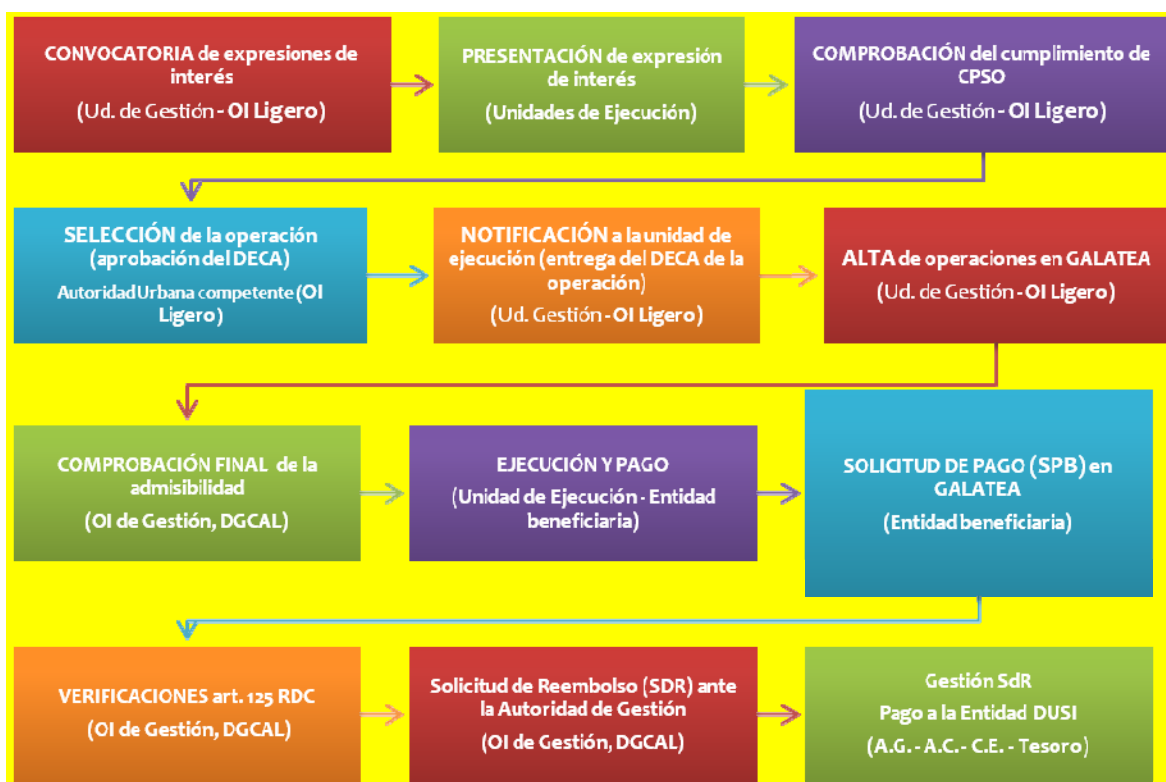 CONVOCATORIA de expresiones de
interés
(Ud. de Gestión - OI Ligero)
PRESENTACIÓN de expresión
de interés
(Unidades de Ejecución)
COMPROBACIÓN del cumplimiento de
CPSO
(Ud. de Gestión - OI Ligero)
SELECCIÓN de la operación
(aprobación del DECA)
Autoridad Urbana competente (OI
Ligero)
NOTIFICACIÓN a la unidad de
ejecución (entrega del DECA de la
operación)
(Ud. Gestión - OI Ligero)
ALTA de operaciones en GALATEA
(Ud. de Gestión - OI Ligero)
COMPROBACIÓN FINAL de la
admisibilidad
(OI de Gestión, DGCAL)
EJECUCIÓN Y PAGO
(Unidad de Ejecución - Entidad
beneficiaria)
SOLICITUD DE PAGO (SPB) en
GALATEA
(Entidad beneficiaria)
VERIFICACIONES art. 125 RDC
(OI de Gestión, DGCAL)
Solicitud de Reembolso (SDR) ante
la Autoridad de Gestión
(OI de Gestión, DGCAL)
Gestión SdR
Pago a la Entidad DUSI
(A.G. - A.C.- C.E. - Tesoro)